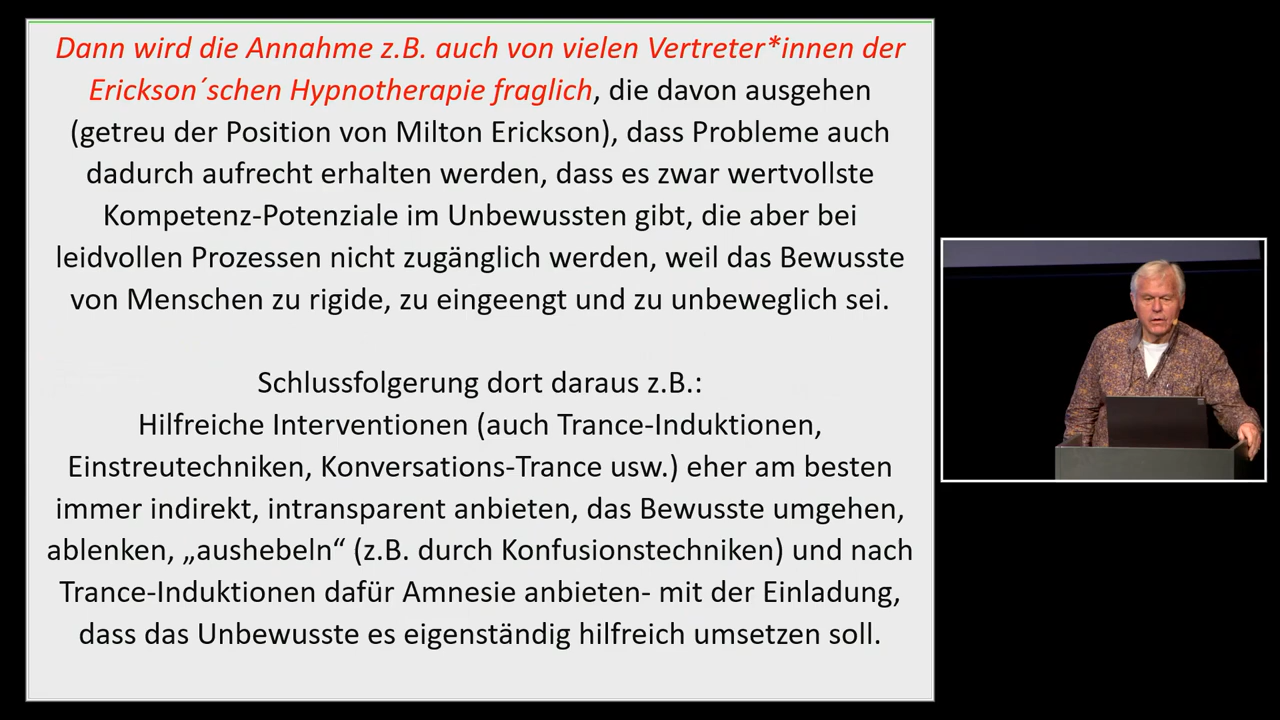 Dann wird die Annahme z.B. auch von vielen Vertreter*innen der
Erickson´schen Hypnotherapie fraglich, die davon ausgehen
(getreu der Position von Milton Erickson), dass Probleme auch
dadurch aufrecht erhalten werden, dass es zwar wertvollste
Kompetenz-Potenziale im Unbewussten gibt, die aber bei
leidvollen Prozessen nicht zugänglich werden, weil das Bewusste
von Menschen zu rigide, zu eingeengt und zu unbeweglich sei.
Schlussfolgerung dort daraus z.B.:
Hilfreiche Interventionen (auch Trance-Induktionen,
Einstreutechniken, Konversations-Trance usw.) eher am besten
immer indirekt, intransparent anbieten, das Bewusste umgehen,
ablenken, „aushebeln“ (z.B. durch Konfusionstechniken) und nach
Trance-Induktionen dafür Amnesie anbieten- mit der Einladung,
dass das Unbewusste es eigenständig hilfreich umsetzen soll.